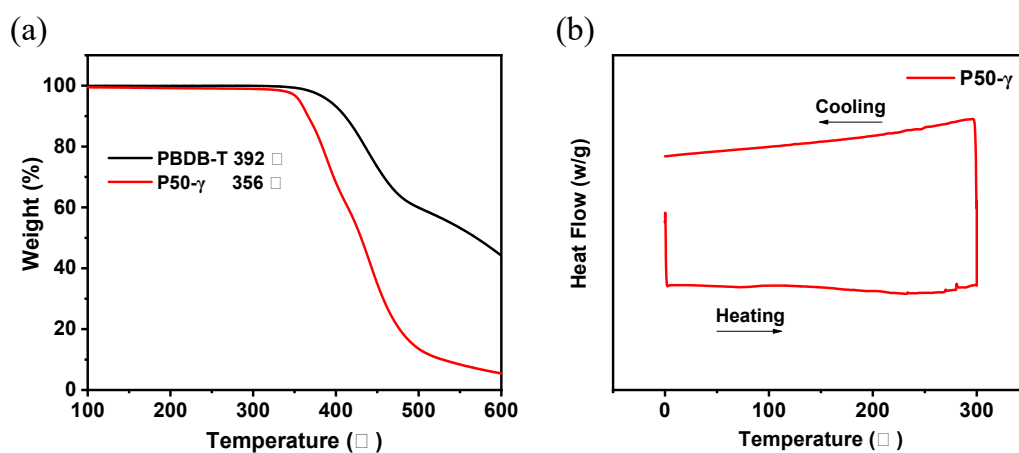 (a)
100
80
60
40
20
0
Weight (%)
PBDB-T 392 □
P50-γ 356 □
100 200 300 400 500 600
Temperature (□ )
(b)
P50-γ
Cooling
Heating
Heat Flow (w/g)
0 100 200 300
Temperature (□ )